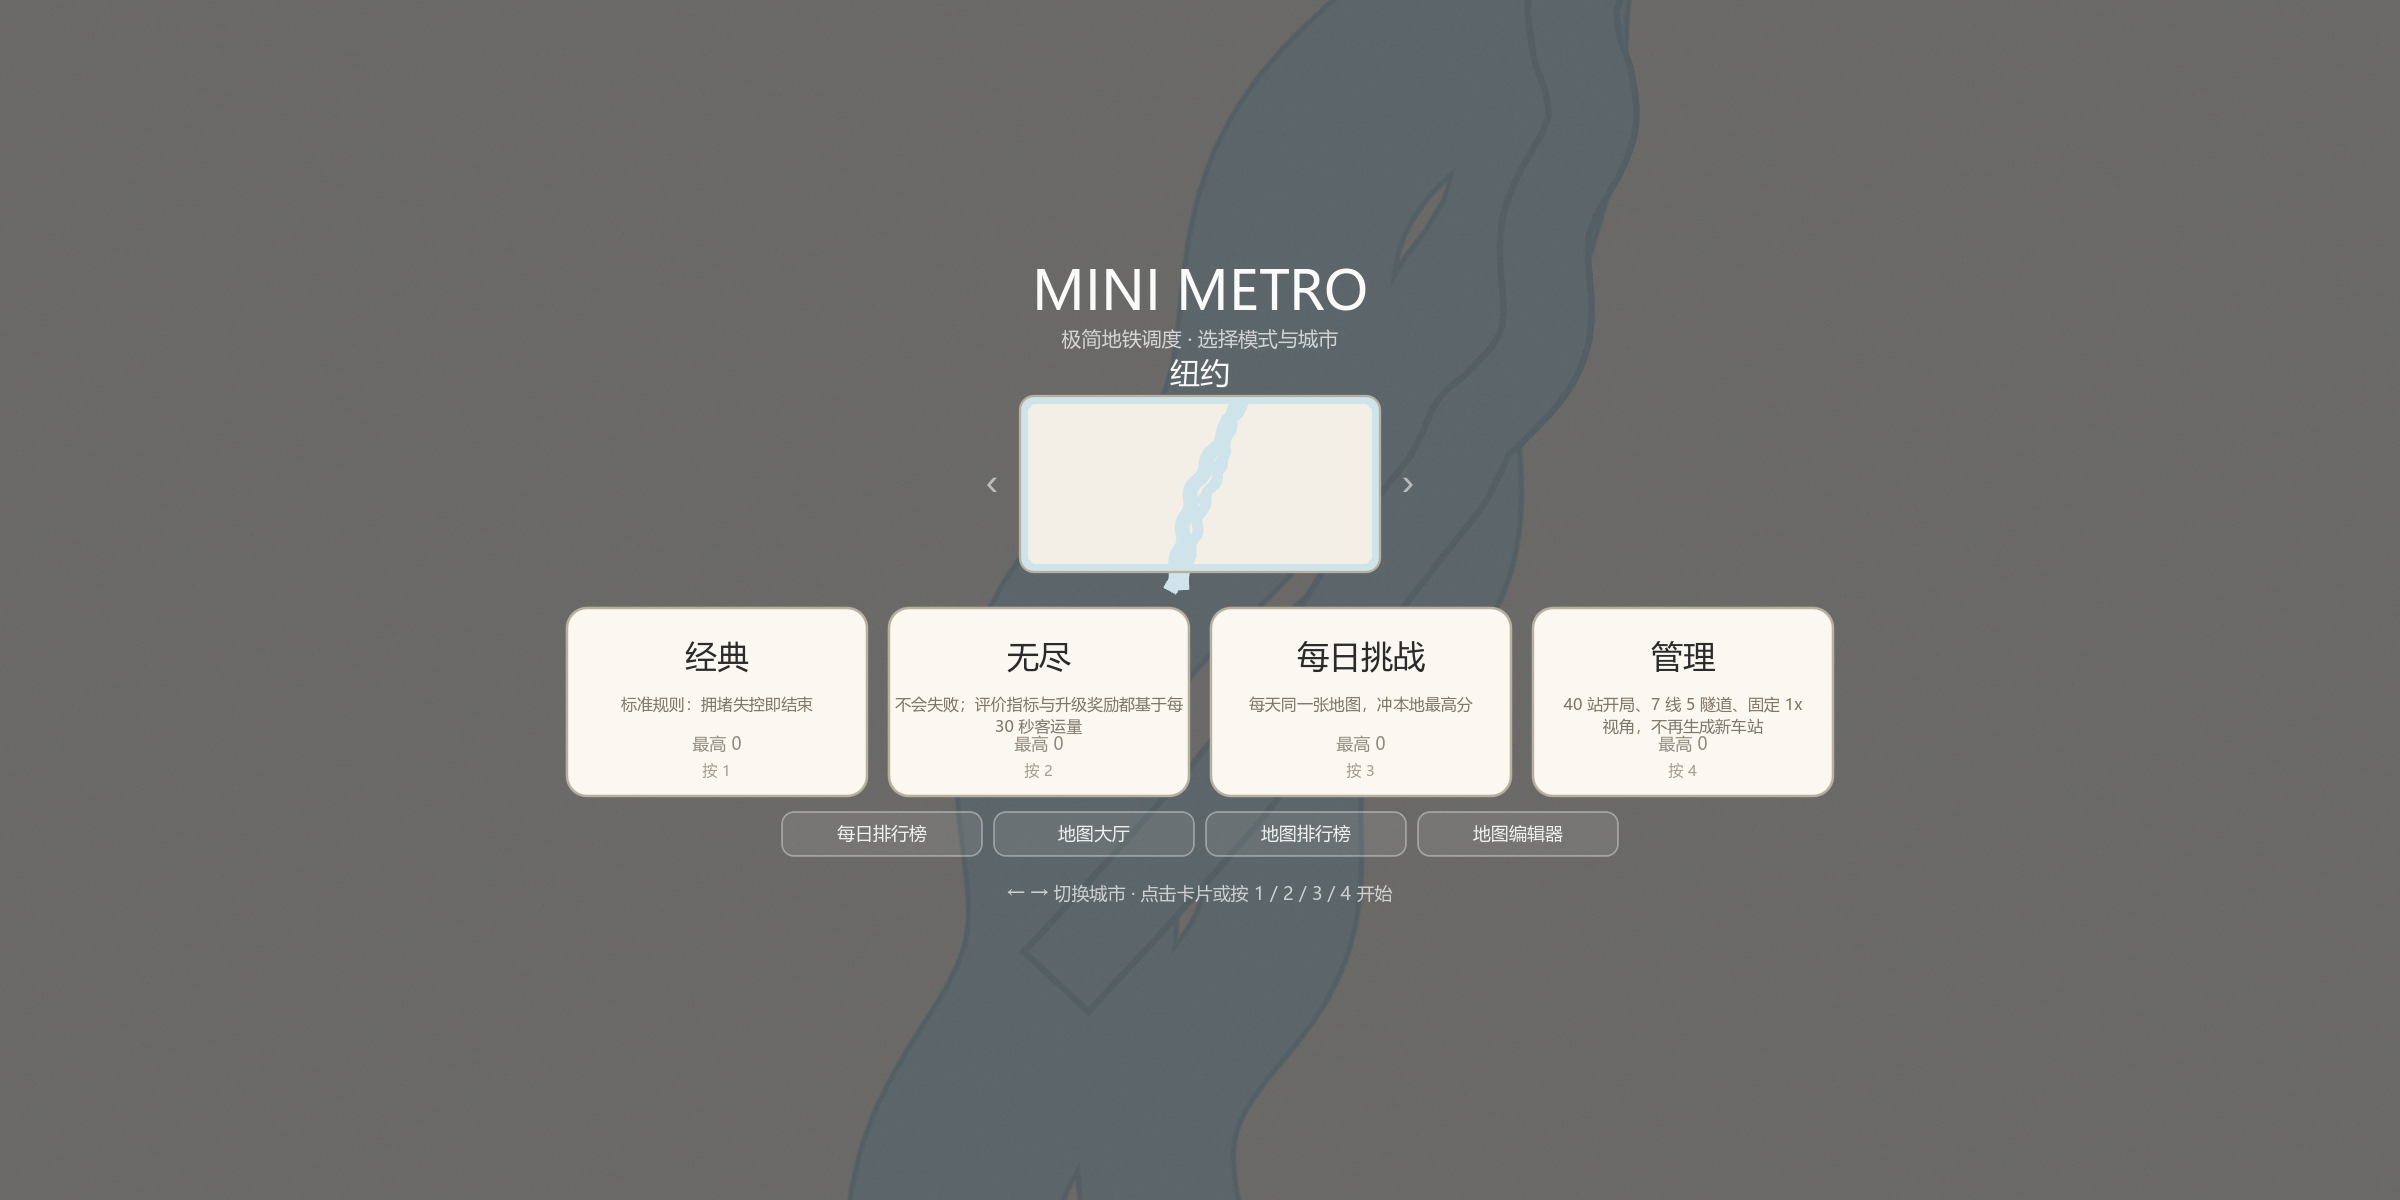 MINI METRO
极简地铁调度 · 选择模式与城市
纽约
‹ ›
经典
标准规则：拥堵失控即结束
最高 0
按 1
无尽
不会失败；评价指标与升级奖励都基于每
30 秒客运量
最高 0
按 2
每日挑战
每天同一张地图，冲本地最高分
最高 0
按 3
管理
40 站开局、7 线 5 隧道、固定 1x
视角，不再生成新车站
最高 0
按 4
每日排行榜
地图大厅
地图排行榜
地图编辑器
← → 切换城市 · 点击卡片或按 1 / 2 / 3 / 4 开始